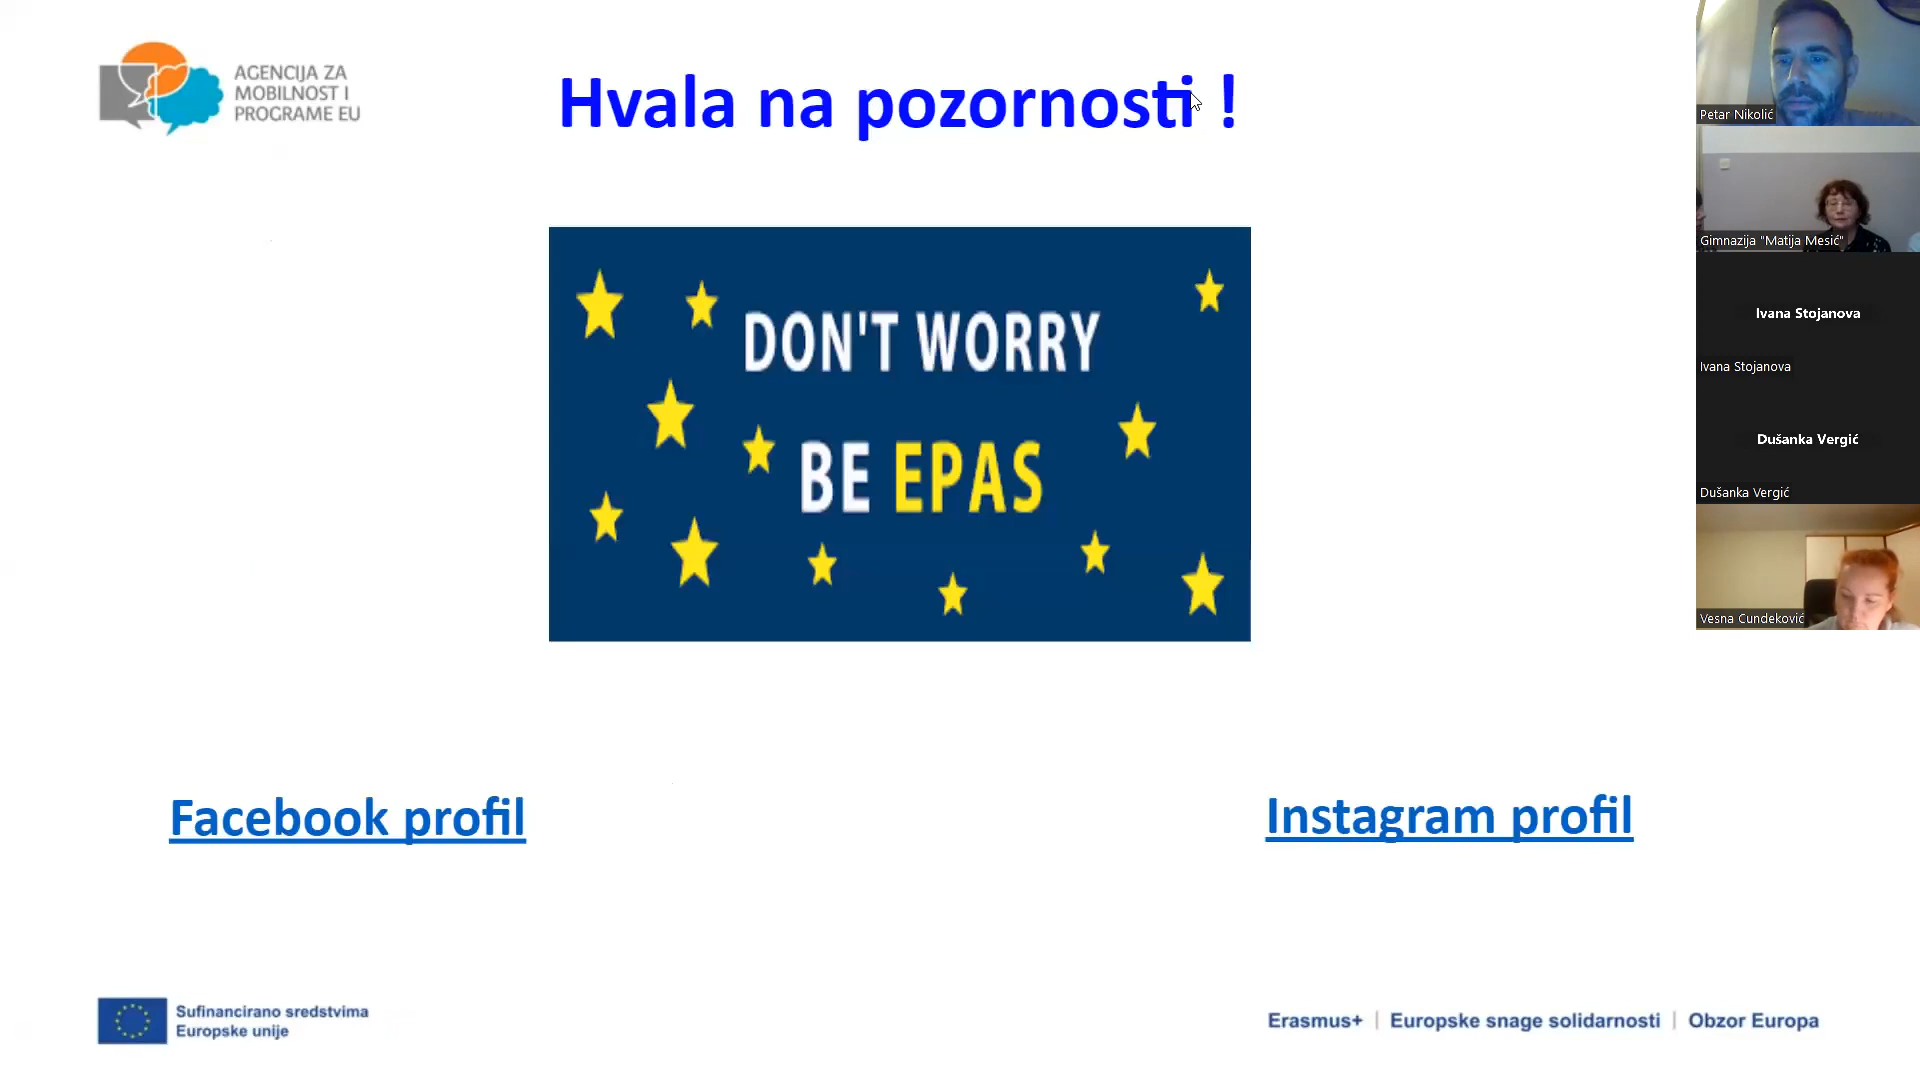 AGENCIJA ZA
MOBILNOST I
PROGRAME EU
Hvala na pozornosti !
DON'T WORRY
BE EPAS
Facebook profil
Instagram profil
Sufinancirano sredstvima
Europske unije
Erasmus+ | Europske snage solidarnosti | Obzor Europa
Petar Nikolić
Gimnazija "Matija Mesić"
Ivana Stojanova
Ivana Stojanova
Dušanka Vergić
Dušanka Vergić
Vesna Cundeković